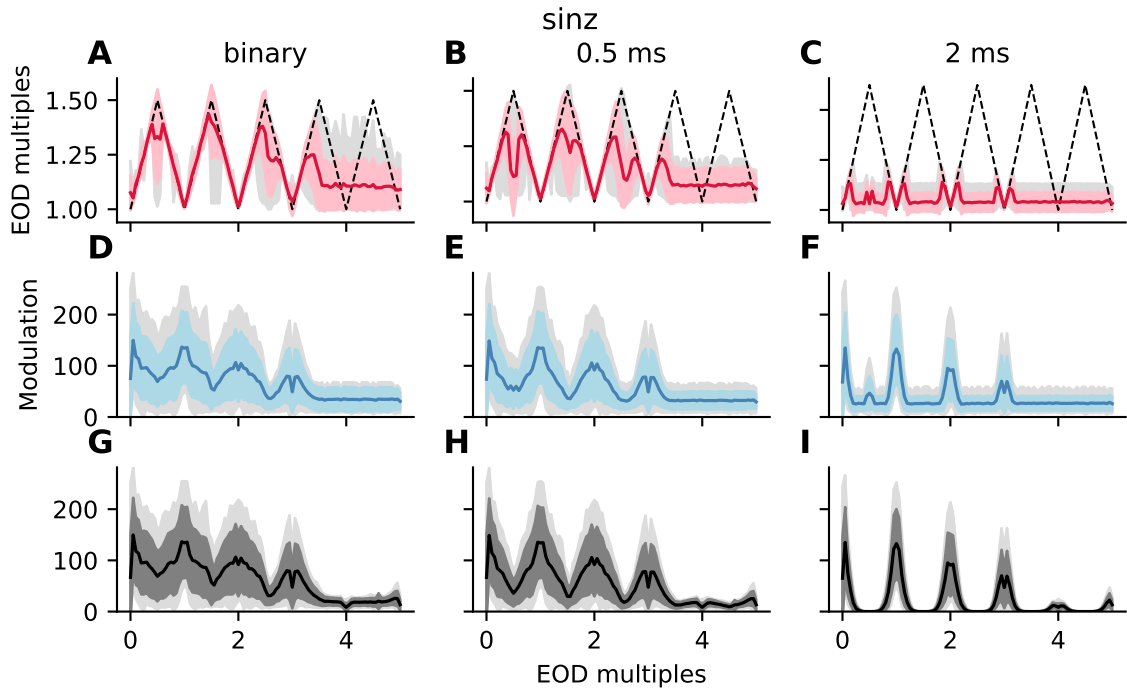 sinz
A binary B 0.5 ms C 2 ms
EOD multiples
1.50
1.25
1.00
D E F
Modulation
200
100
0
G H I
200
100
0
0 2 4 0 2 4 0 2 4
EOD multiples